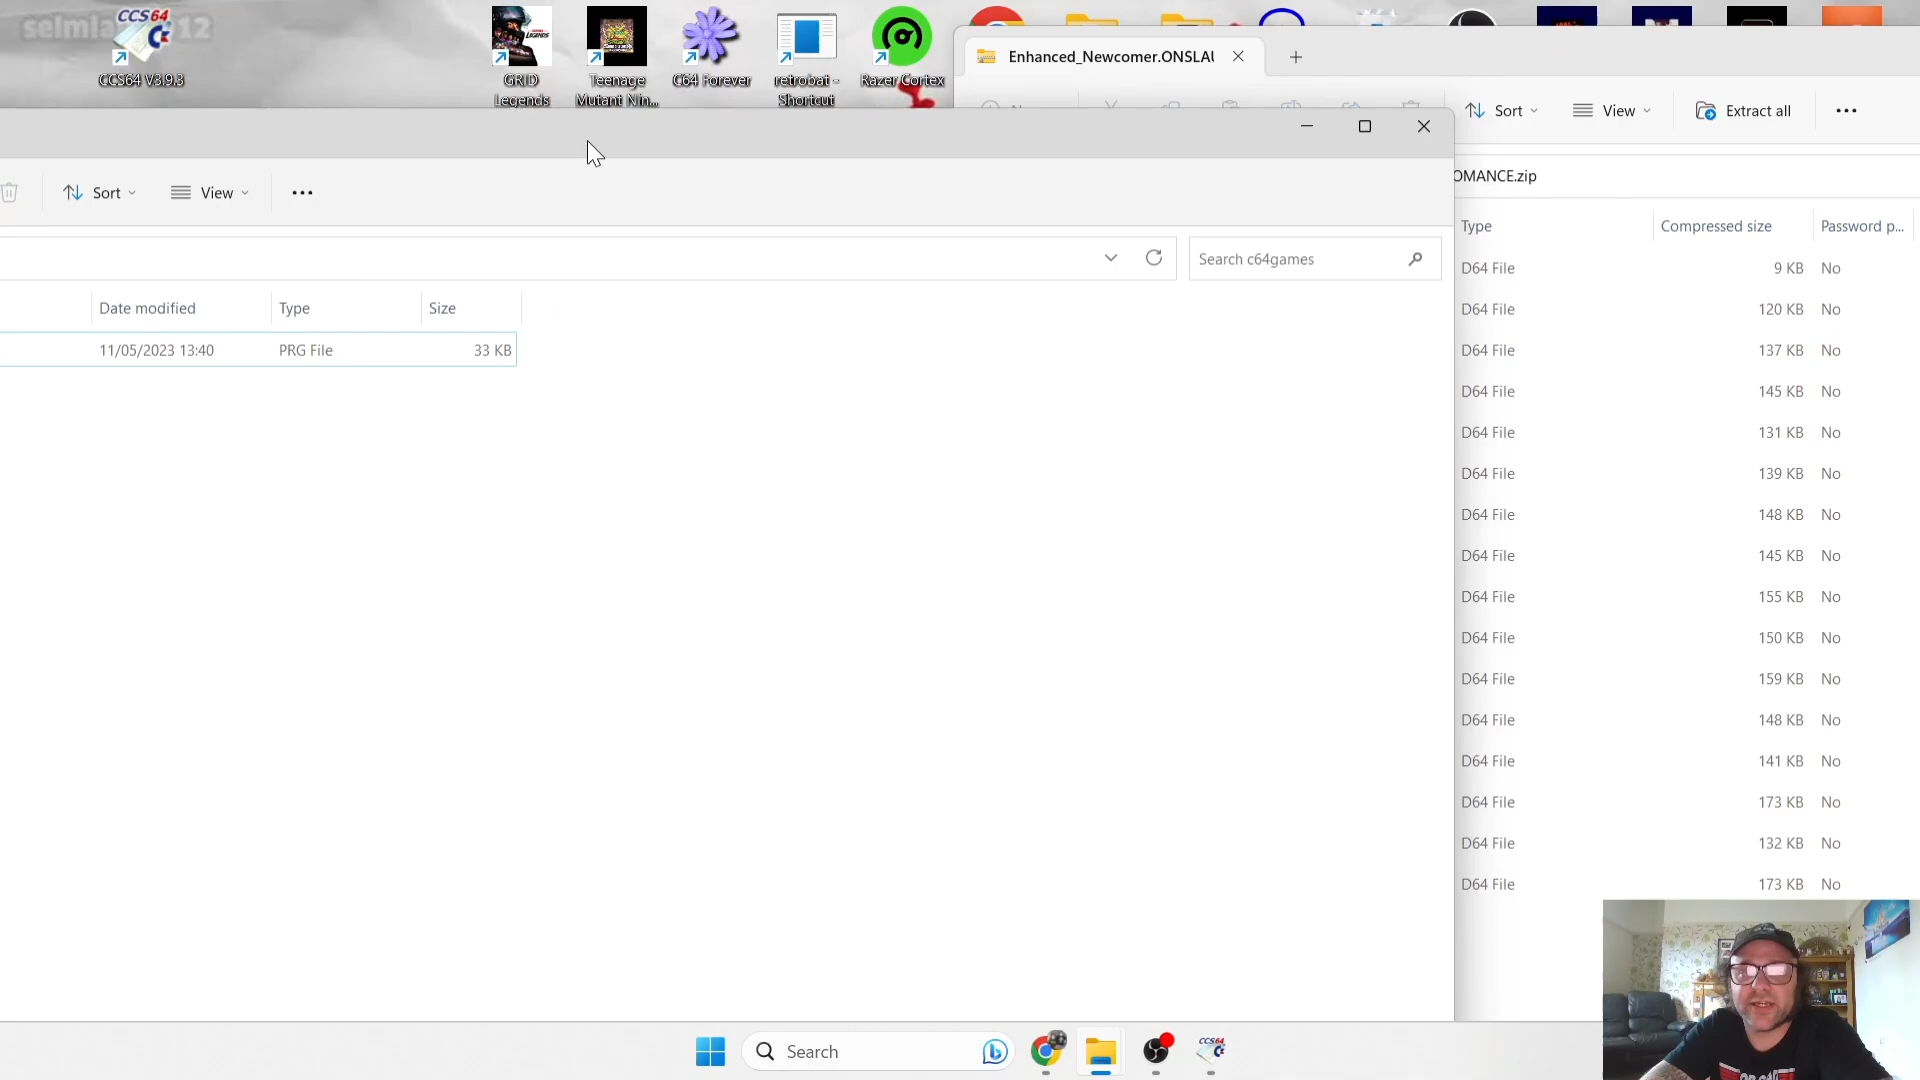 selmia 12
CCS64 V3.9.3
GRID Legends
Teenage Mutant Nin...
C64 Forever
retrobat - Shortcut
Razer Cortex
Enhanced_Newcomer.ONSLAU
Sort
View
Extract all
OMANCE.zip
Sort
View
Search c64games
Type
Compressed size
Password p...
Date modified
Type
Size
11/05/2023 13:40
PRG File
33 KB
D64 File 9 KB No
D64 File 120 KB No
D64 File 137 KB No
D64 File 145 KB No
D64 File 131 KB No
D64 File 139 KB No
D64 File 148 KB No
D64 File 145 KB No
D64 File 155 KB No
D64 File 150 KB No
D64 File 159 KB No
D64 File 148 KB No
D64 File 141 KB No
D64 File 173 KB No
D64 File 132 KB No
D64 File 173 KB No
Search
CCS64